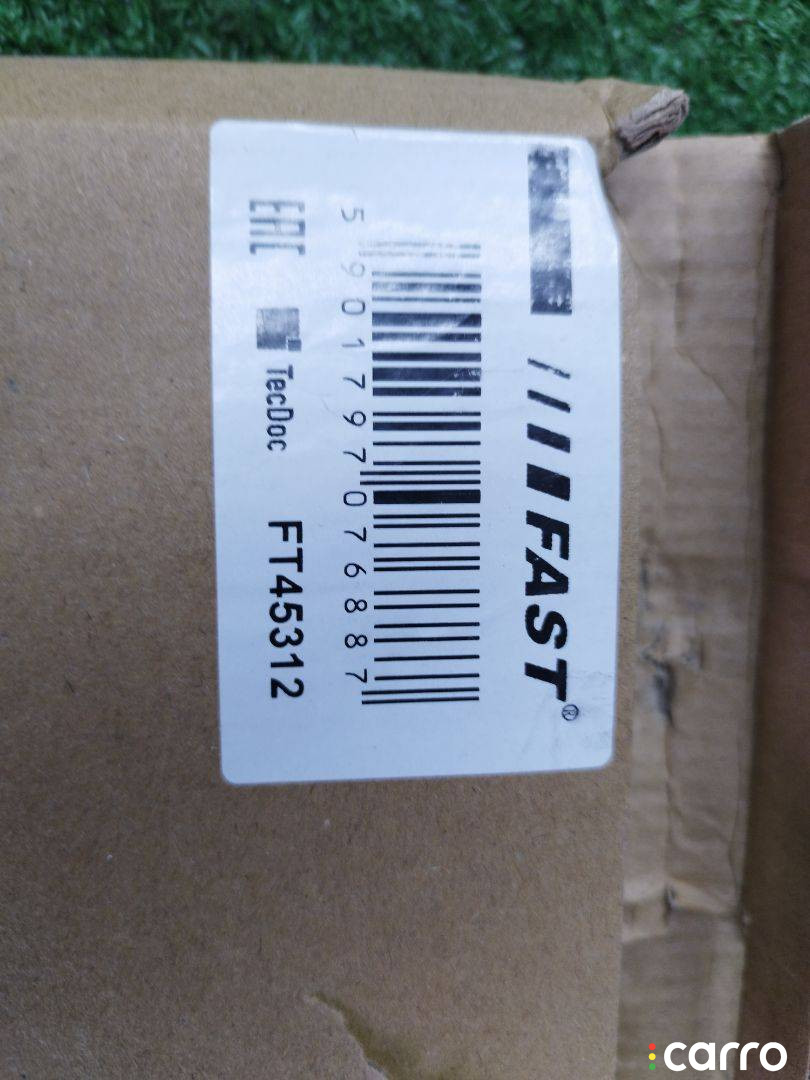 FAST®
5 901797 076887
EAC TecDoc FT45312
carro